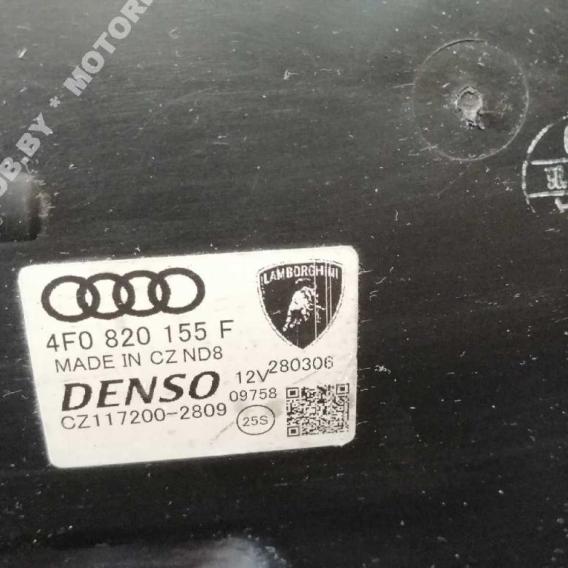 LAMBORGHINI
4F0 820 155 F
MADE IN CZ ND8
DENSO 12V 280306
09758
CZ117200-2809 25S